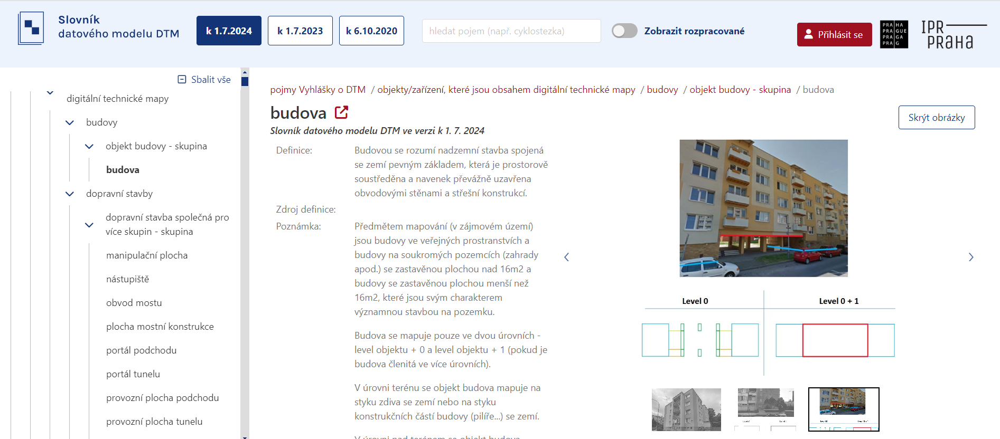 Slovník
datového modelu DTM
k 1.7.2024
k 1.7.2023
k 6.10.2020
hledat pojem (např. cyklostezka)
Zobrazit rozpracované
Přihlásit se
PRA HA
PRA GUE
PRA GA
PRA G
IPR
PRAHA
Sbalit vše
digitální technické mapy
budovy
objekt budovy - skupina
budova
dopravní stavby
dopravní stavba společná pro
více skupin - skupina
manipulační plocha
nástupiště
obvod mostu
plocha mostní konstrukce
portál podchodu
portál tunelu
provozní plocha podchodu
provozní plocha tunelu
pojmy Vyhlášky o DTM / objekty/zařízení, které jsou obsahem digitální technické mapy / budovy / objekt budovy - skupina / budova
budova
Skrýt obrázky
Slovník datového modelu DTM ve verzi k 1. 7. 2024
Definice:
Budovou se rozumí nadzemní stavba spojená
se zemí pevným základem, která je prostorově
soustředěna a navenek převážně uzavřena
obvodovými stěnami a střešní konstrukcí.
Zdroj definice:
Poznámka:
Předmětem mapování (v zájmovém území)
jsou budovy ve veřejných prostranstvích a
budovy na soukromých pozemcích (zahrady
apod.) se zastavěnou plochou nad 16m2 a
budovy se zastavěnou plochou menší než
16m2, které jsou svým charakterem
významnou stavbou na pozemku.
Budova se mapuje pouze ve dvou úrovních -
level objektu + 0 a level objektu + 1 (pokud je
budova členitá ve více úrovních).
V úrovni terénu se objekt budova mapuje na
styku zdiva se zemí nebo na styku
konstrukčních částí budovy (pilíře...) se zemí.
V úrovni nad terénem se objekt budova
Level 0
Level 0 + 1